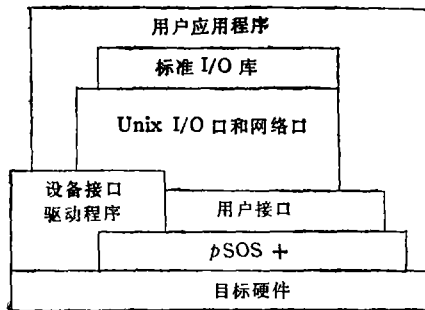 用户应用程序
标准 I/O 库
Unix I/O 口和网络口
设备接口
驱动程序
用户接口
pSOS +
目标硬件